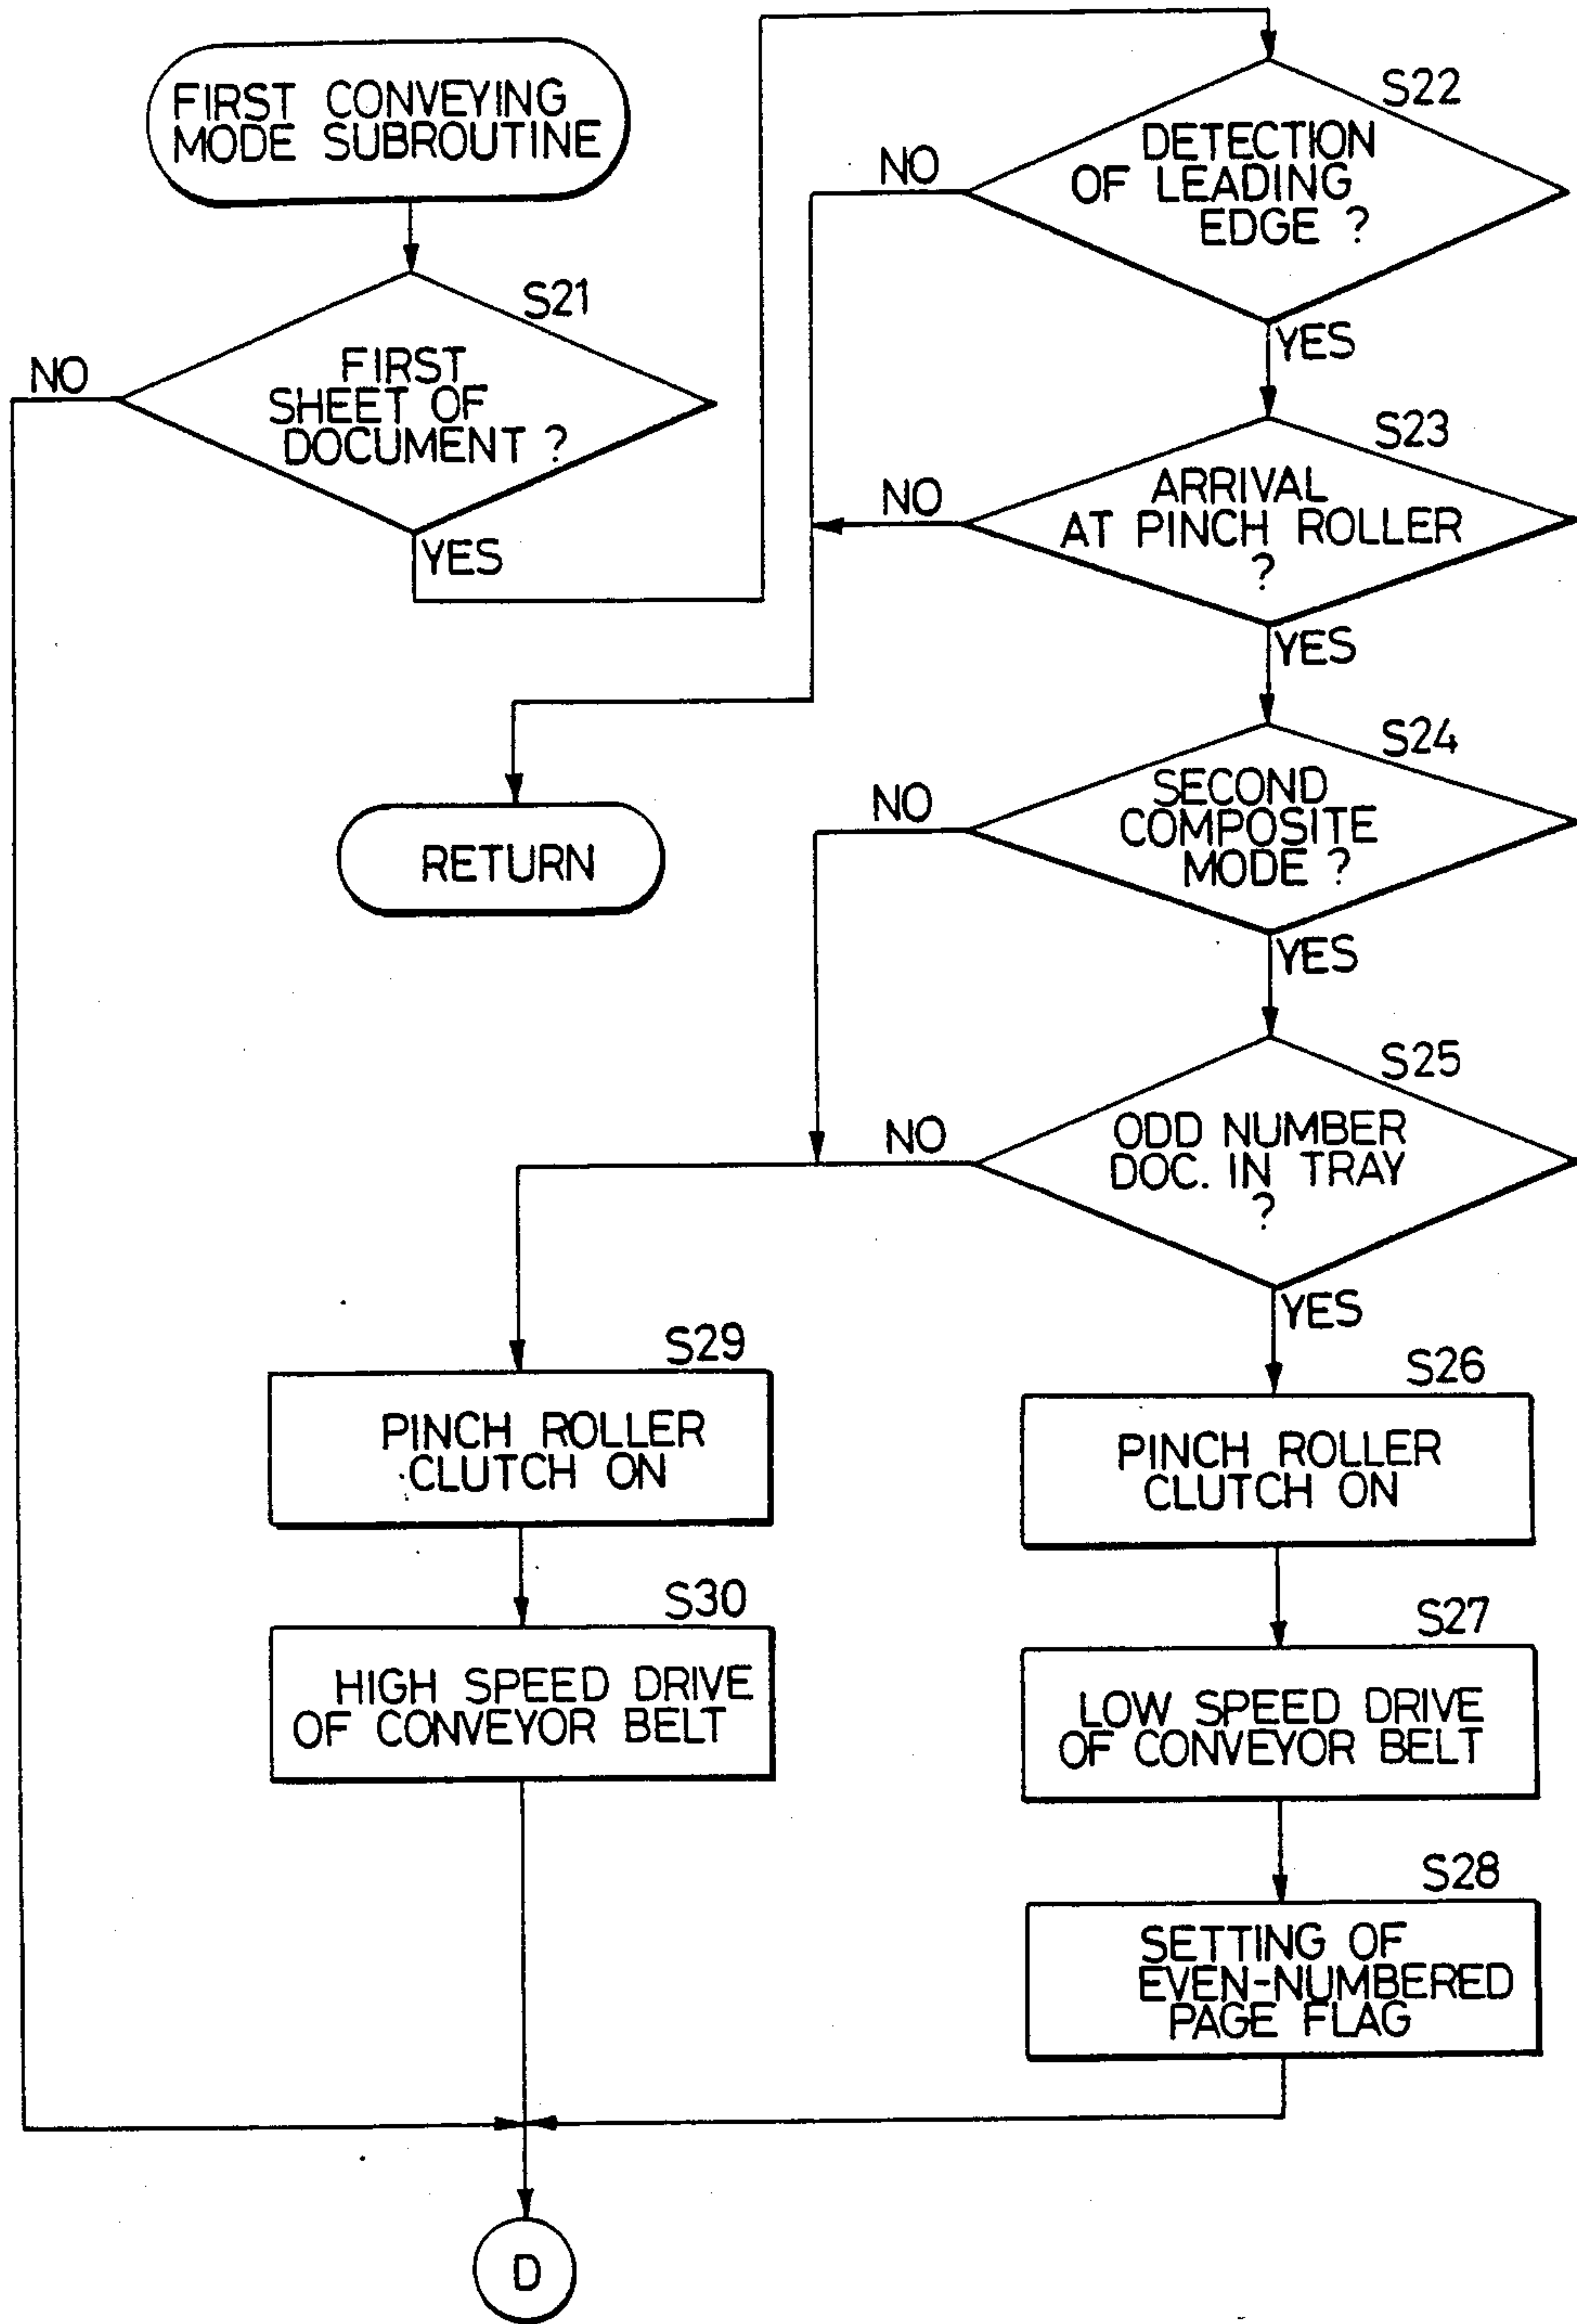 FIRST CONVEYING
MODE SUBROUTINE
S21
FIRST
SHEET OF
DOCUMENT ?
NO
YES
S22
DETECTION
OF LEADING
EDGE ?
NO
YES
S23
ARRIVAL
AT PINCH ROLLER
?
NO
YES
RETURN
S24
SECOND
COMPOSITE
MODE ?
NO
YES
S25
ODD NUMBER
DOC. IN TRAY
?
NO
YES
S29
PINCH ROLLER
CLUTCH ON
S30
HIGH SPEED DRIVE
OF CONVEYOR BELT
S26
PINCH ROLLER
CLUTCH ON
S27
LOW SPEED DRIVE
OF CONVEYOR BELT
S28
SETTING OF
EVEN-NUMBERED
PAGE FLAG
D